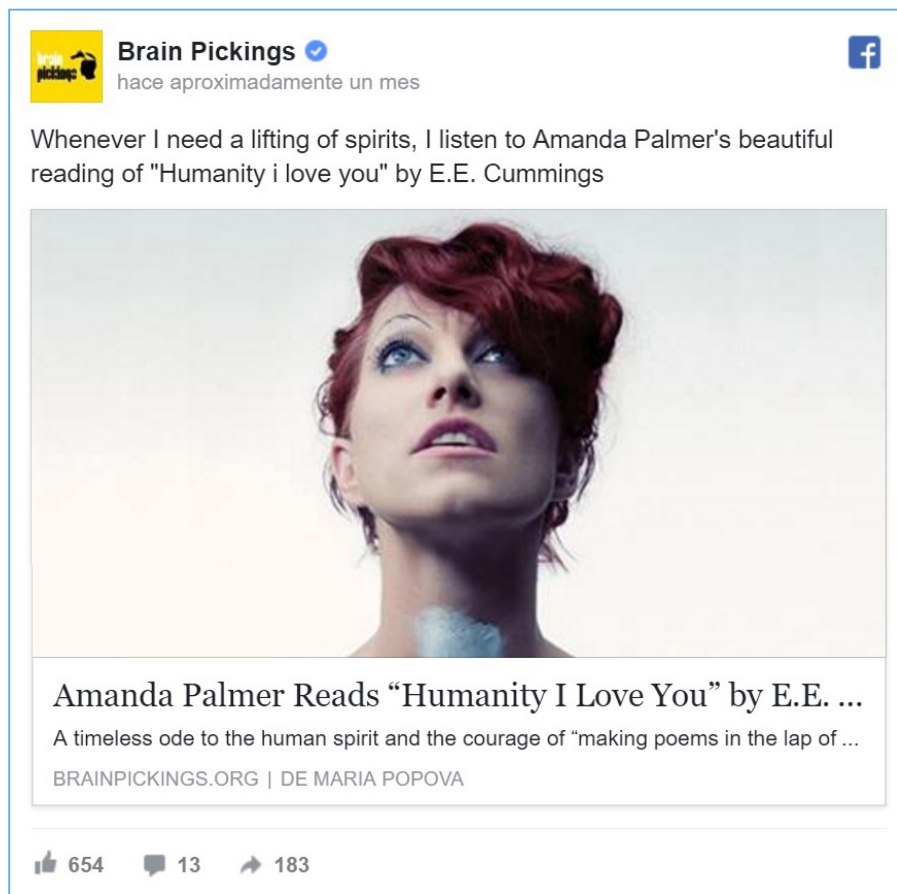 brain
pickings
Brain Pickings
hace aproximadamente un mes
Whenever I need a lifting of spirits, I listen to Amanda Palmer's beautiful
reading of "Humanity i love you" by E.E. Cummings
Amanda Palmer Reads “Humanity I Love You” by E.E. ...
A timeless ode to the human spirit and the courage of “making poems in the lap of ...
BRAINPICKINGS.ORG | DE MARIA POPOVA
654 13 183